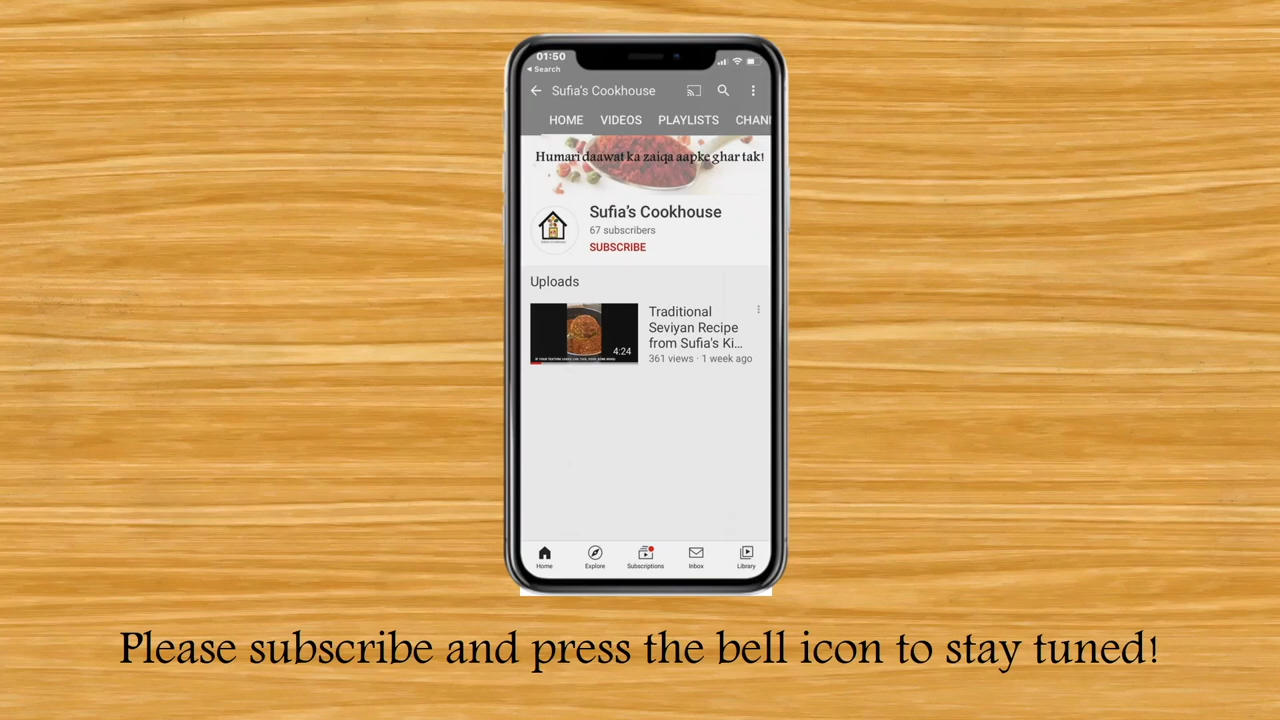 01:50
Search
Sufia's Cookhouse
HOME VIDEOS PLAYLISTS CHAN
Humari daawat ka zaiqa aapke ghar tak!
Sufia's Cookhouse
67 subscribers
SUBSCRIBE
Uploads
Traditional
Seviyan Recipe
from Sufia's Ki...
361 views · 1 week ago
4:24
Home Explore Subscriptions Inbox Library
Please subscribe and press the bell icon to stay tuned!